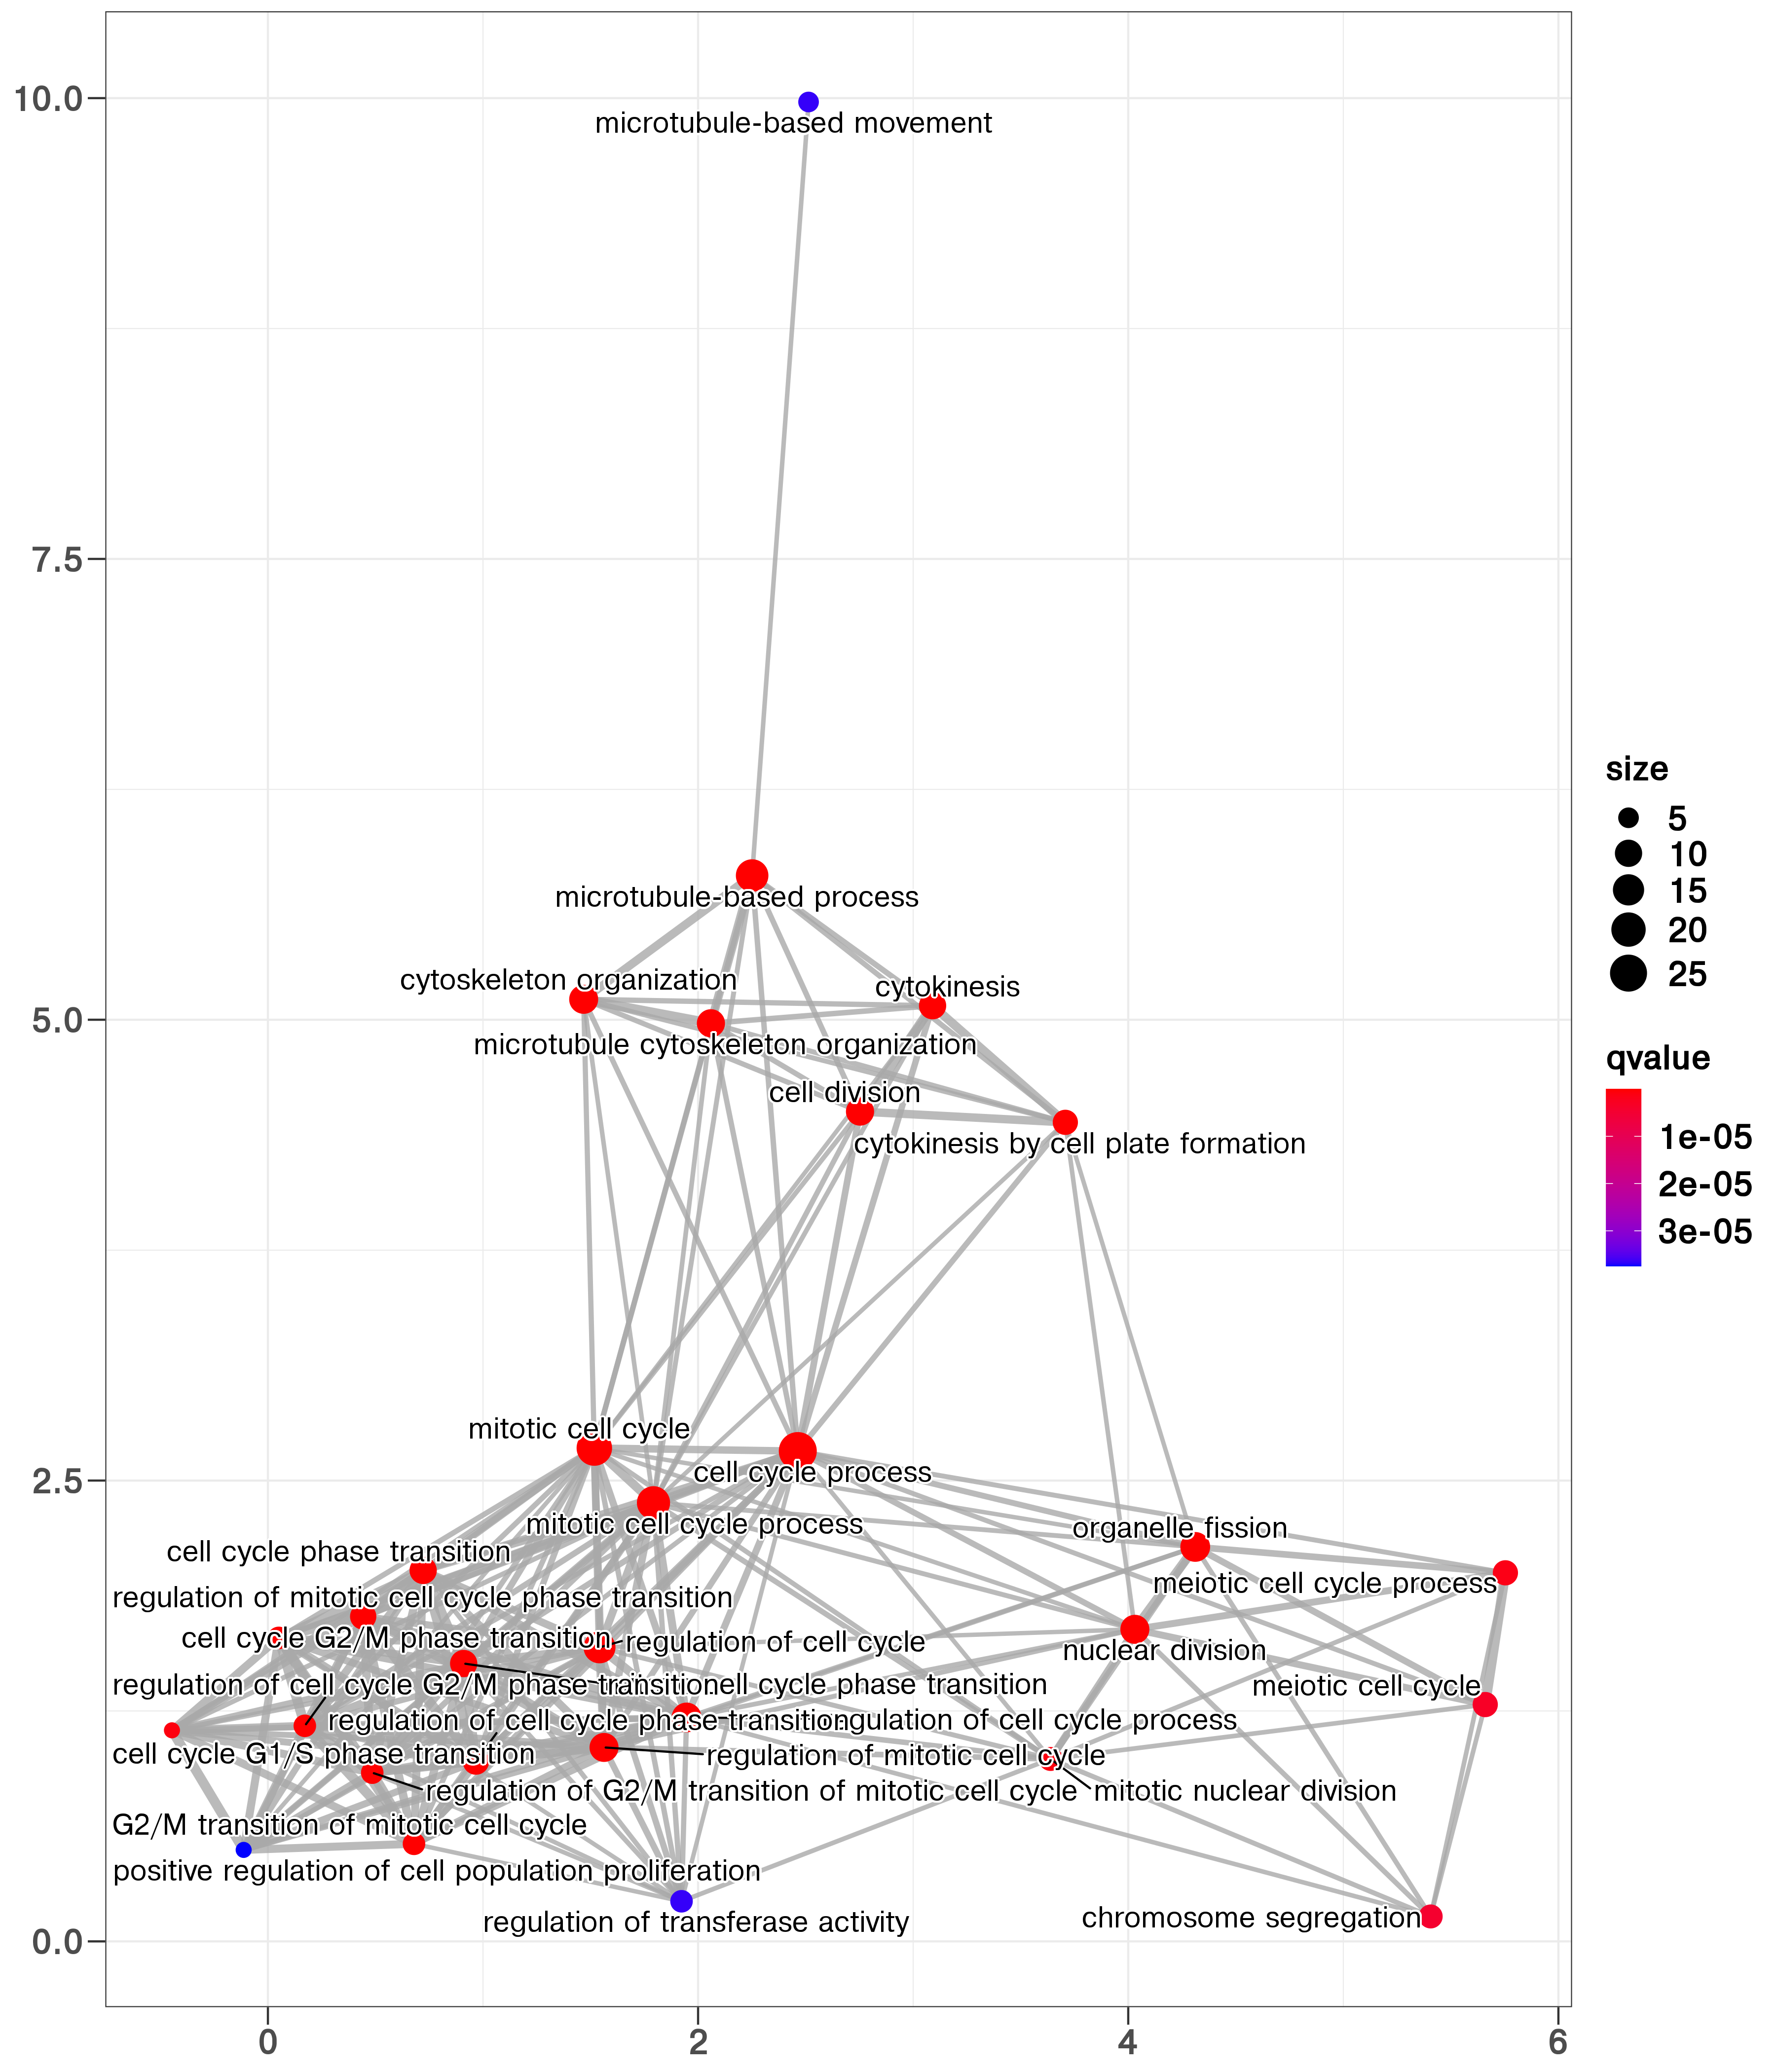 10.0
microtubule-based movement
7.5
size
5
10
15
20
25
microtubule-based process
cytoskeleton organization
cytokinesis
5.0
microtubule cytoskeleton organization
qvalue
1e-05
2e-05
3e-05
cell division
cytokinesis by cell plate formation
mitotic cell cycle
cell cycle process
2.5
mitotic cell cycle process
organelle fission
cell cycle phase transition
meiotic cell cycle process
regulation of mitotic cell cycle phase transition
cell cycle G2/M phase transition
regulation of cell cycle
nuclear division
regulation of cell cycle G2/M phase transition
cell cycle phase transition
meiotic cell cycle
regulation of cell cycle phase transition
regulation of cell cycle process
cell cycle G1/S phase transition
regulation of mitotic cell cycle
regulation of G2/M transition of mitotic cell cycle
mitotic nuclear division
G2/M transition of mitotic cell cycle
positive regulation of cell population proliferation
regulation of transferase activity
chromosome segregation
0.0
0
2
4
6